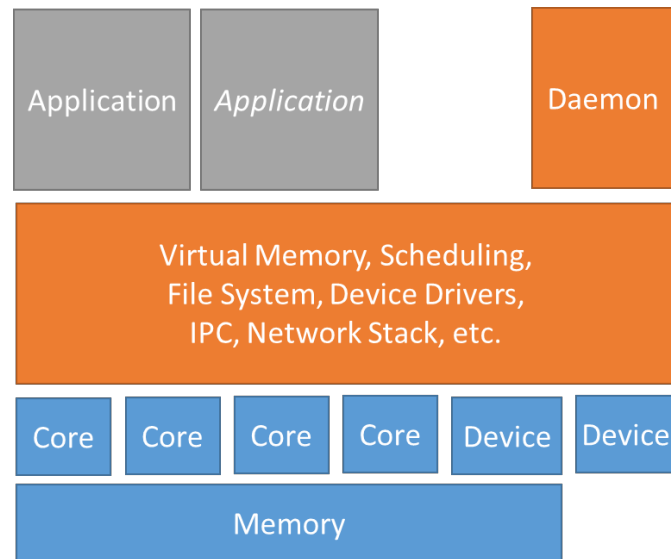 Application
Application
Daemon
Virtual Memory, Scheduling,
File System, Device Drivers,
IPC, Network Stack, etc.
Core
Core
Core
Core
Device
Device
Memory